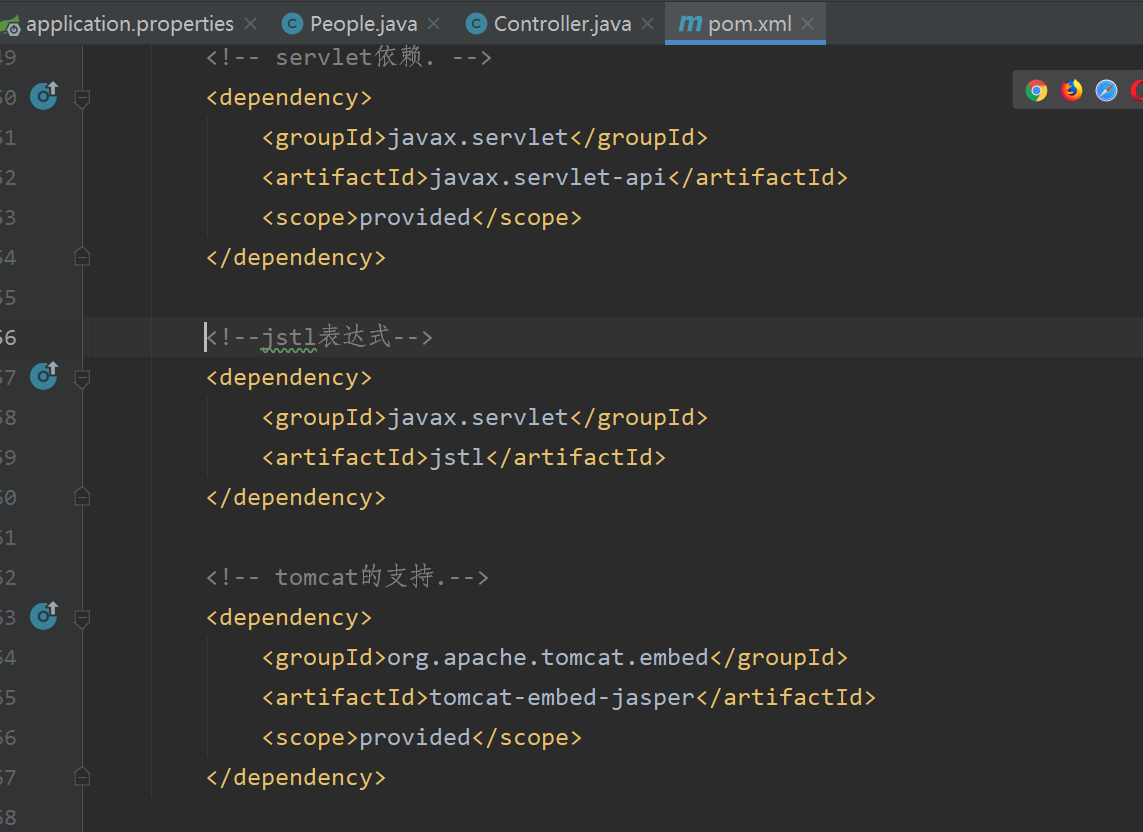 application.properties People.java Controller.java pom.xml
49 <!-- servlet依赖. -->
50 <dependency>
51 <groupId>javax.servlet</groupId>
52 <artifactId>javax.servlet-api</artifactId>
53 <scope>provided</scope>
54 </dependency>
55
56 <!--jstl表达式-->
57 <dependency>
58 <groupId>javax.servlet</groupId>
59 <artifactId>jstl</artifactId>
60 </dependency>
61
62 <!-- tomcat的支持.-->
63 <dependency>
64 <groupId>org.apache.tomcat.embed</groupId>
65 <artifactId>tomcat-embed-jasper</artifactId>
66 <scope>provided</scope>
67 </dependency>
68